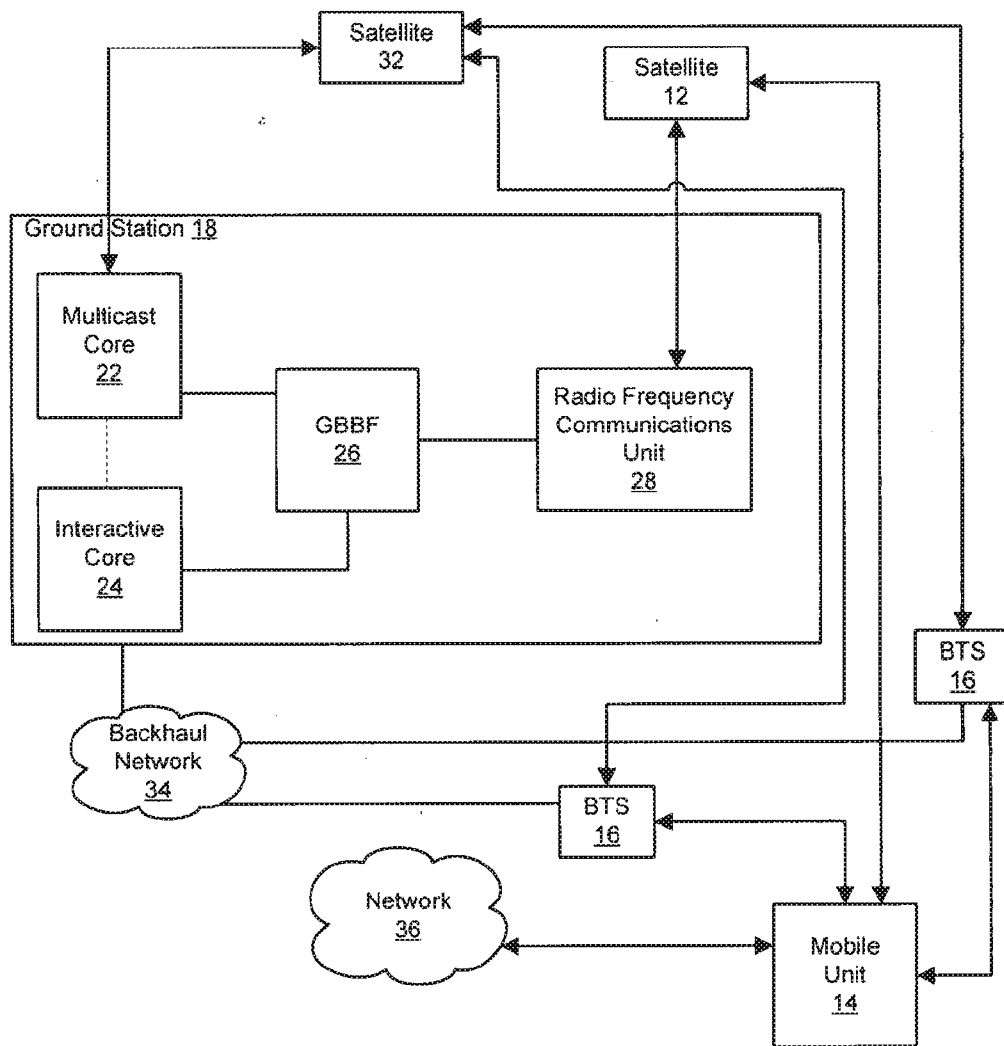 Satellite
32
Satellite
12
Ground Station 18
Multicast
Core
22
GBBF
26
Radio Frequency
Communications
Unit
28
Interactive
Core
24
BTS
16
Backhaul
Network
34
BTS
16
Network
36
Mobile
Unit
14